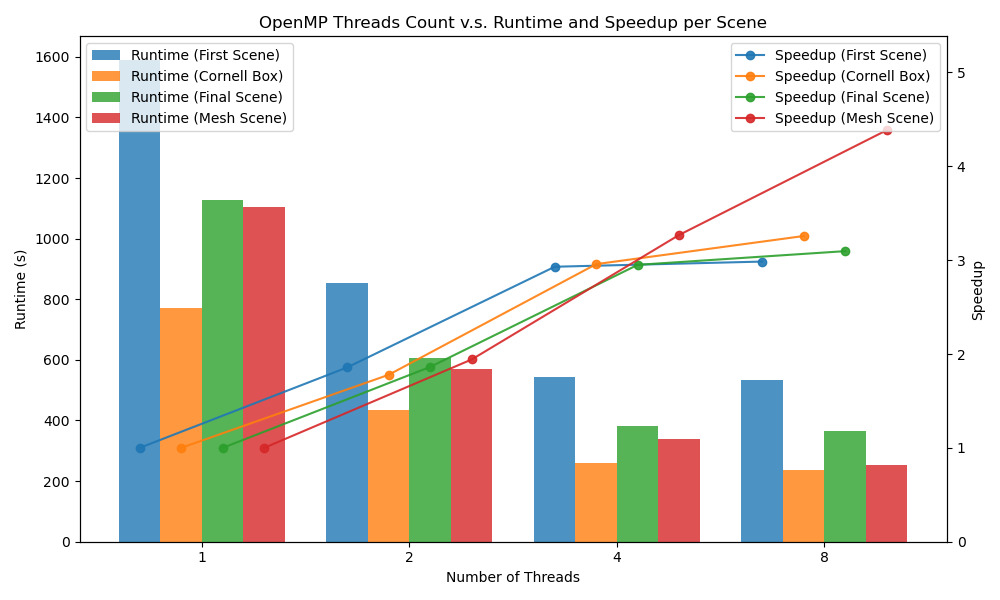 OpenMP Threads Count v.s. Runtime and Speedup per Scene
Runtime (First Scene)
Runtime (Cornell Box)
Runtime (Final Scene)
Runtime (Mesh Scene)
Speedup (First Scene)
Speedup (Cornell Box)
Speedup (Final Scene)
Speedup (Mesh Scene)
Runtime (s)
1600
1400
1200
1000
800
600
400
200
0
Speedup
5
4
3
2
1
0
1
2
4
8
Number of Threads